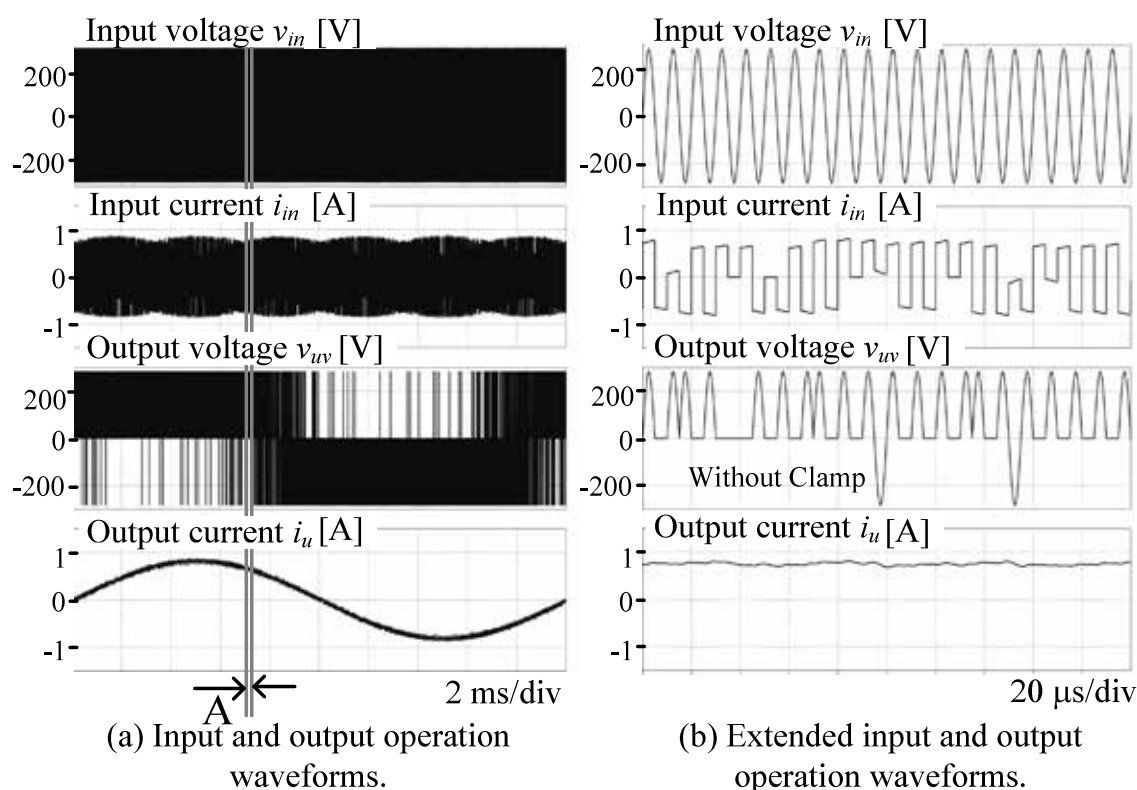 Input voltage v_in [V]
200
0
-200
Input current i_in [A]
1
0
-1
Output voltage v_uv [V]
200
0
-200
Output current i_u [A]
1
0
-1
A
2 ms/div
(a) Input and output operation
waveforms.
Input voltage v_in [V]
200
0
-200
Input current i_in [A]
1
0
-1
Output voltage v_uv [V]
200
0
-200
Without Clamp
Output current i_u [A]
1
0
-1
20 μs/div
(b) Extended input and output
operation waveforms.